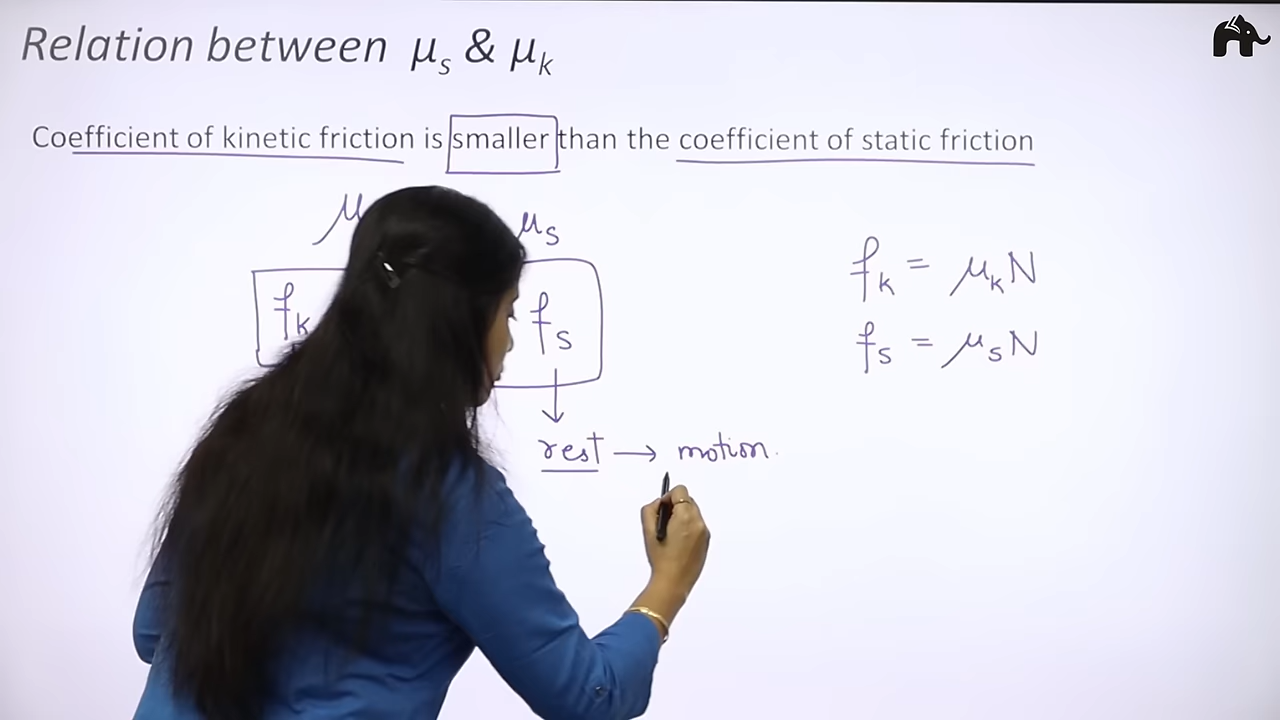 Relation between μs & μk
Coefficient of kinetic friction is smaller than the coefficient of static friction
μ μs
fk fs
fk = μkN
fs = μsN
rest → motion.